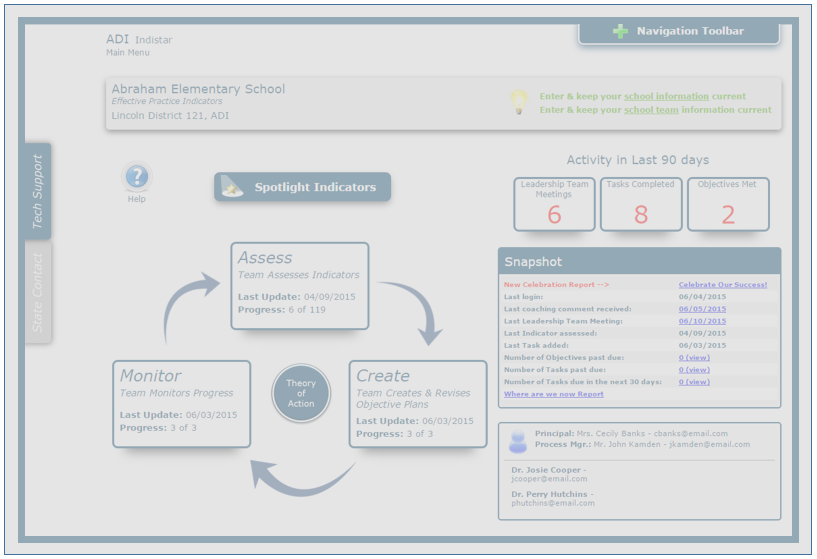 ADI Indistar
Main Menu
Navigation Toolbar
Abraham Elementary School
Effective Practice Indicators
Lincoln District 121, ADI
Enter & keep your school information current
Enter & keep your school team information current
Tech Support
State Contact
Help
Spotlight Indicators
Activity in Last 90 days
Leadership Team
Meetings
6
Tasks Completed
8
Objectives Met
2
Assess
Team Assesses Indicators
Last Update: 04/09/2015
Progress: 6 of 119
Monitor
Team Monitors Progress
Last Update: 06/03/2015
Progress: 3 of 3
Theory
of
Action
Create
Team Creates & Revises
Objective Plans
Last Update: 06/03/2015
Progress: 3 of 3
Snapshot
New Celebration Report --> Celebrate Our Success!
Last login: 06/04/2015
Last coaching comment received: 06/05/2015
Last Leadership Team Meeting: 06/10/2015
Last Indicator assessed: 04/09/2015
Last Task added: 06/03/2015
Number of Objectives past due: 0 (view)
Number of Tasks past due: 0 (view)
Number of Tasks due in the next 30 days: 0 (view)
Where are we now Report
Principal: Mrs. Cecily Banks - cbanks@email.com
Process Mgr.: Mr. John Kamden - jkamden@email.com
Dr. Josie Cooper -
jcooper@email.com
Dr. Perry Hutchins -
phutchins@email.com